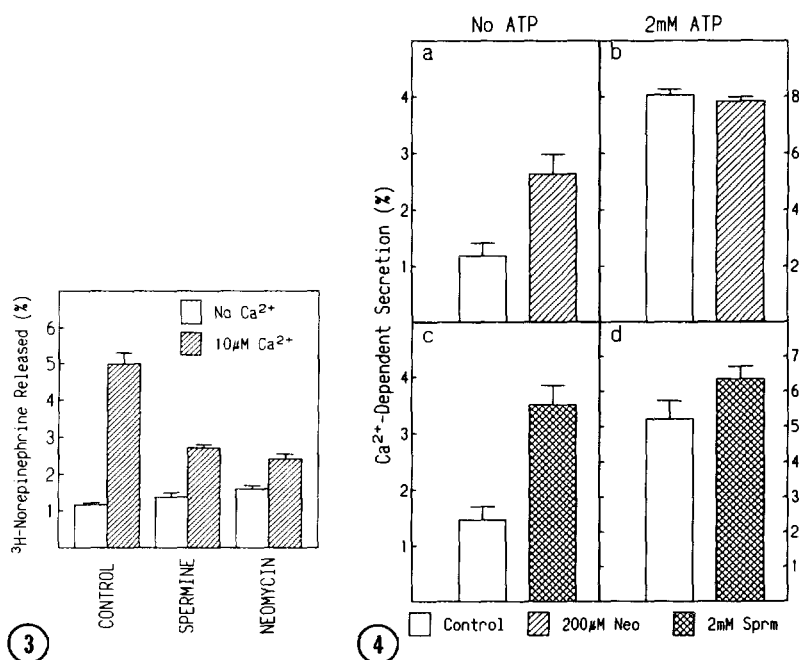 No ATP 2mM ATP
a b
4
3
2
1
8
6
4
2
Ca²⁺-Dependent Secretion (%)
c d
4
3
2
1
7
6
5
4
3
2
1
Control 200µM Neo 2mM Sprm
4
³H-Norepinephrine Released (%)
6
5
4
3
2
1
No Ca²⁺
10µM Ca²⁺
CONTROL
SPERMINE
NEOMYCIN
3